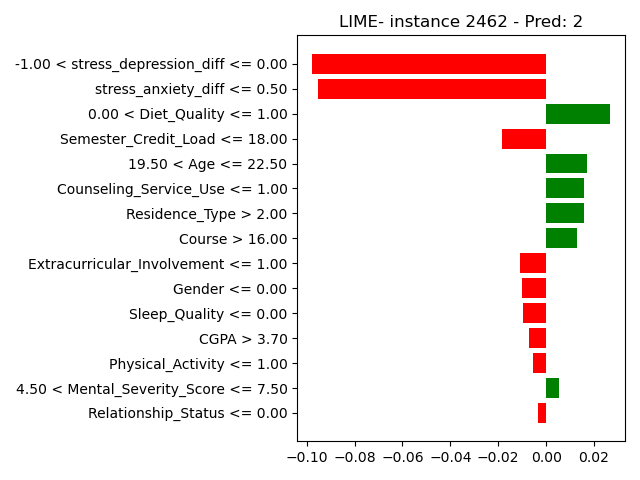 LIME- instance 2462 - Pred: 2
-1.00 < stress_depression_diff <= 0.00
stress_anxiety_diff <= 0.50
0.00 < Diet_Quality <= 1.00
Semester_Credit_Load <= 18.00
19.50 < Age <= 22.50
Counseling_Service_Use <= 1.00
Residence_Type > 2.00
Course > 16.00
Extracurricular_Involvement <= 1.00
Gender <= 0.00
Sleep_Quality <= 0.00
CGPA > 3.70
Physical_Activity <= 1.00
4.50 < Mental_Severity_Score <= 7.50
Relationship_Status <= 0.00
−0.10 −0.08 −0.06 −0.04 −0.02 0.00 0.02